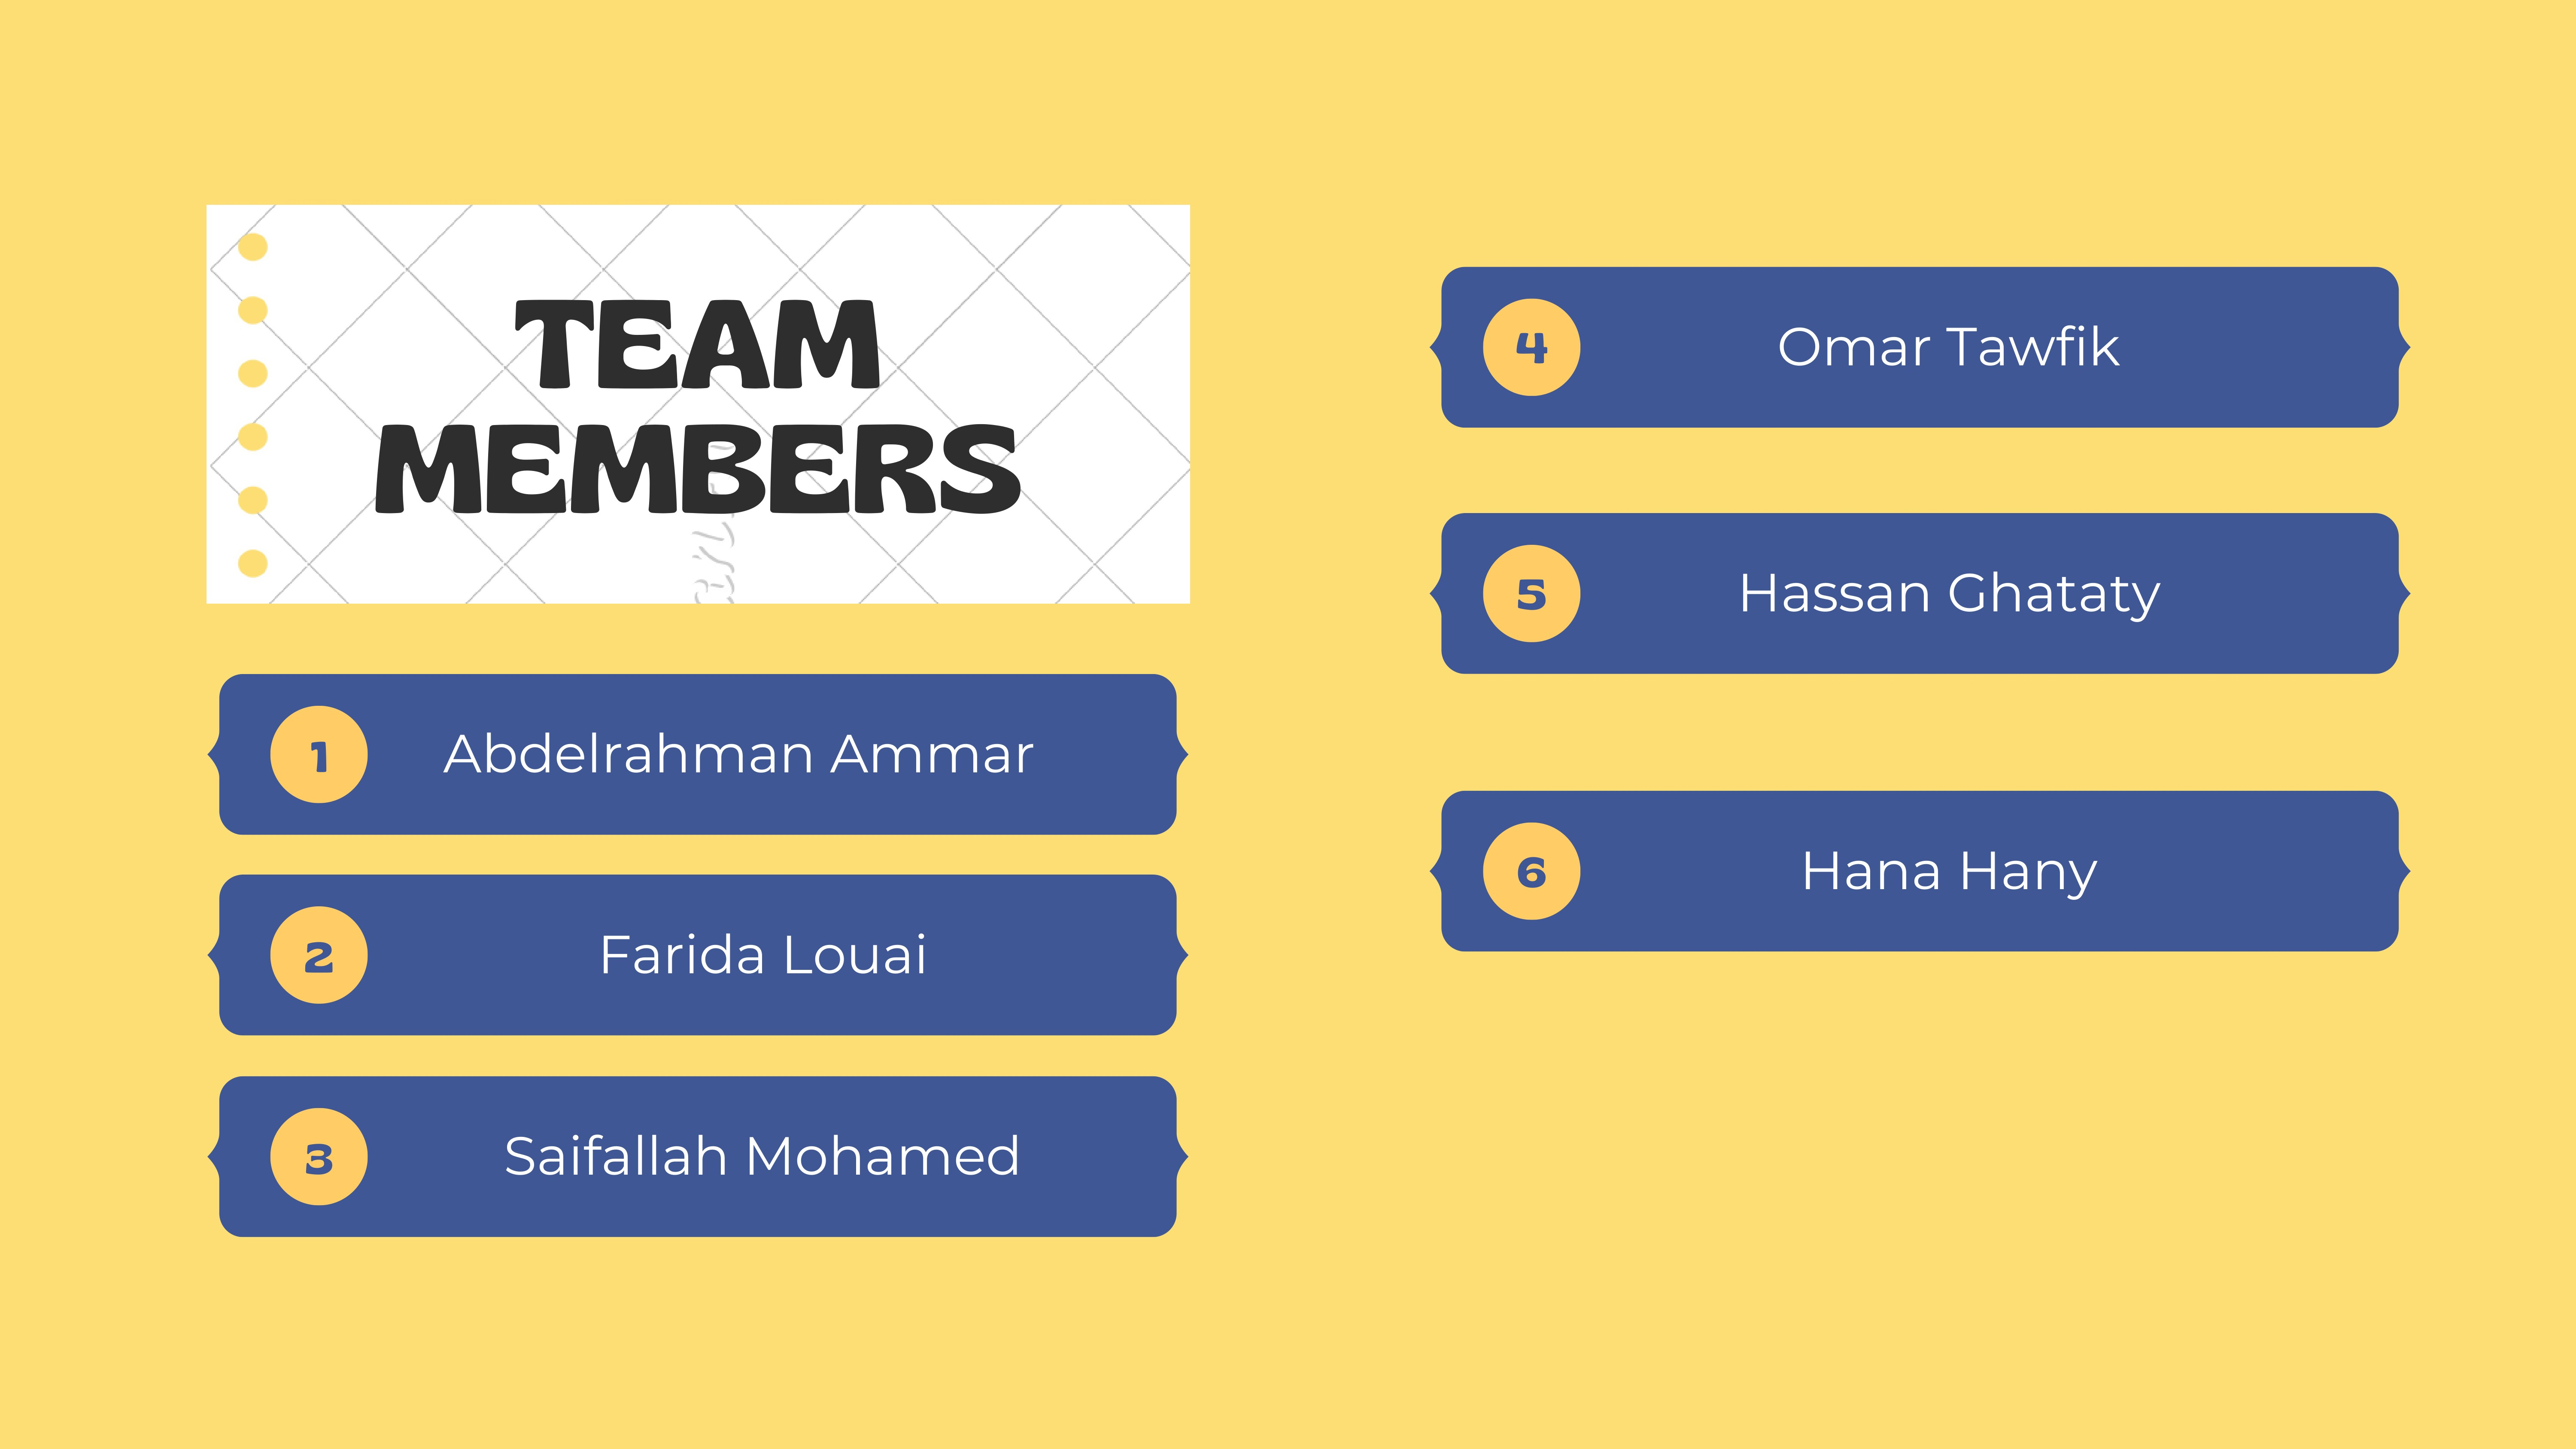 TEAM
MEMBERS
1 Abdelrahman Ammar
2 Farida Louai
3 Saifallah Mohamed
4 Omar Tawfik
5 Hassan Ghataty
6 Hana Hany